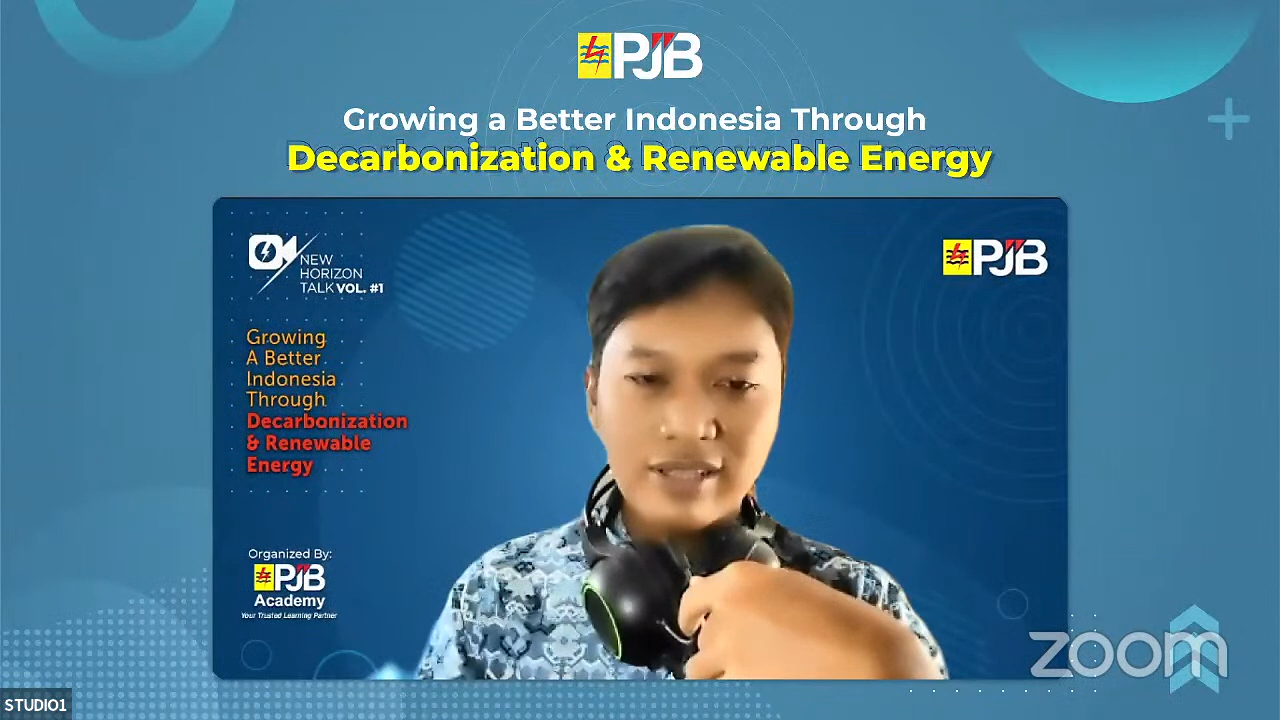 PJB
Growing a Better Indonesia Through
Decarbonization & Renewable Energy
NEW
HORIZON
TALK VOL. #1
PJB
Growing
A Better
Indonesia
Through
Decarbonization
& Renewable
Energy
Organized By:
PJB
Academy
Your Trusted Learning Partner
zoom
STUDIO1